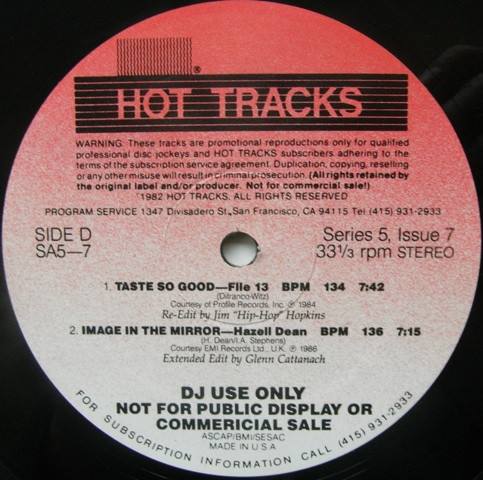 ®
HOT TRACKS
WARNING: These tracks are promotional reproductions only for qualified
professional disc jockeys and HOT TRACKS subscribers adhering to the
terms of the subscription service agreement. Duplication, copying, reselling
or any other misuse will result in criminal prosecution. (All rights retained by
the original label and/or producer. Not for commercial sale!)
©1982 HOT TRACKS. ALL RIGHTS RESERVED
PROGRAM SERVICE 1347 Divisadero St., San Francisco, CA 94115 Tel (415) 931-2933
SIDE D
SA5—7
Series 5, Issue 7
33 1/3 rpm STEREO
1. TASTE SO GOOD—File 13 BPM 134 7:42
(Difranco-Witz)
Courtesy of Profile Records, Inc. ℗ 1984
Re-Edit by Jim "Hip-Hop" Hopkins
2. IMAGE IN THE MIRROR—Hazell Dean BPM 136 7:15
(H. Dean/I.A. Stephens)
Courtesy EMI Records Ltd., U.K. ℗ 1986
Extended Edit by Glenn Cattanach
DJ USE ONLY
NOT FOR PUBLIC DISPLAY OR
COMMERICIAL SALE
ASCAP/BMI/SESAC
MADE IN U.S.A
FOR SUBSCRIPTION INFORMATION CALL (415) 931-2933